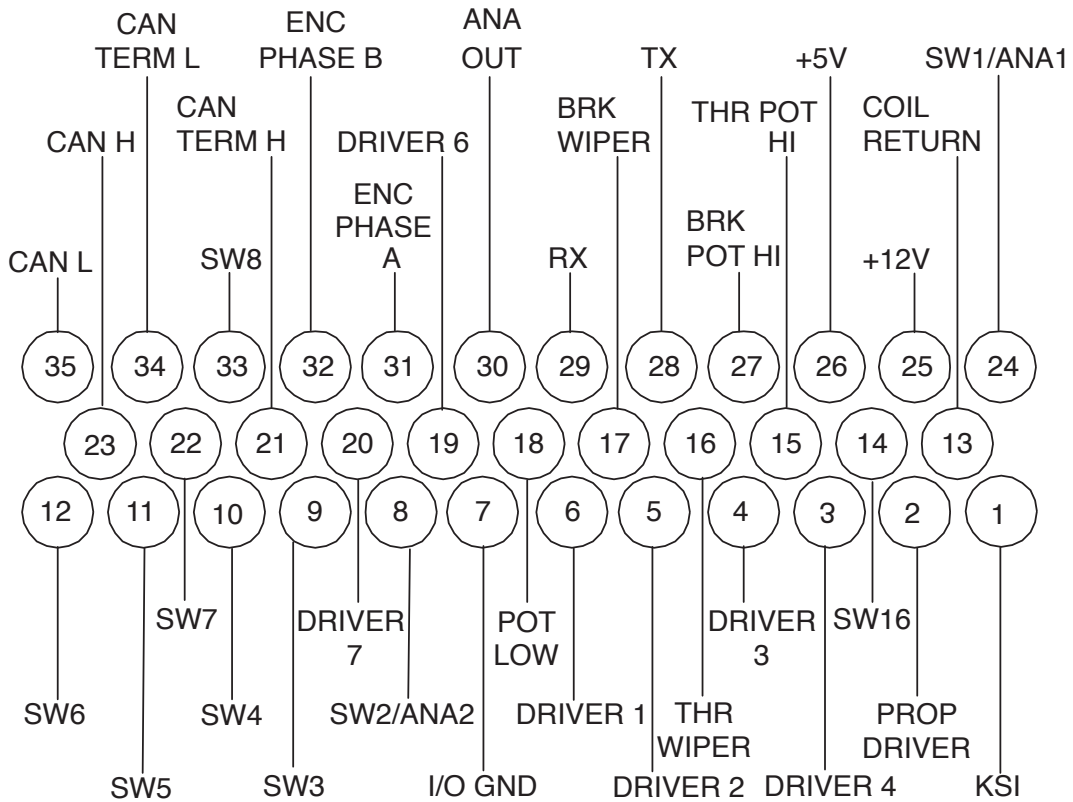 CAN
TERM L
ENC
PHASE B
ANA
OUT
TX
+5V
SW1/ANA1
CAN H
CAN
TERM H
DRIVER 6
BRK
WIPER
THR POT
HI
COIL
RETURN
CAN L
SW8
ENC
PHASE
A
RX
BRK
POT HI
+12V
35 34 33 32 31 30 29 28 27 26 25 24
23 22 21 20 19 18 17 16 15 14 13
12 11 10 9 8 7 6 5 4 3 2 1
SW7
DRIVER
7
POT
LOW
DRIVER
3
SW16
SW6
SW4
SW2/ANA2
DRIVER 1
THR
WIPER
PROP
DRIVER
SW5
SW3
I/O GND
DRIVER 2
DRIVER 4
KSI